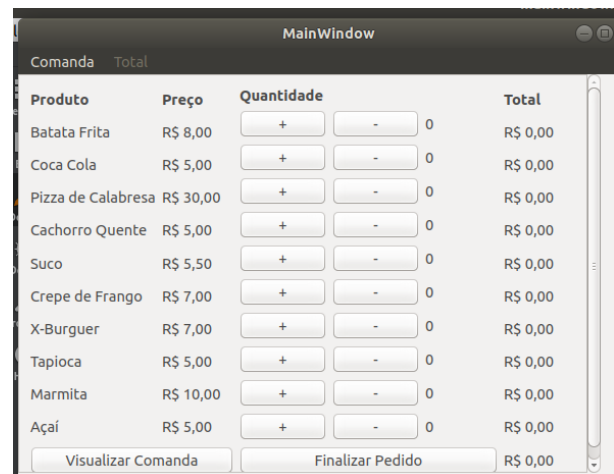 MainWindow
Comanda Total
Produto Preço Quantidade Total
Batata Frita R$ 8,00 + - 0 R$ 0,00
Coca Cola R$ 5,00 + - 0 R$ 0,00
Pizza de Calabresa R$ 30,00 + - 0 R$ 0,00
Cachorro Quente R$ 5,00 + - 0 R$ 0,00
Suco R$ 5,50 + - 0 R$ 0,00
Crepe de Frango R$ 7,00 + - 0 R$ 0,00
X-Burguer R$ 7,00 + - 0 R$ 0,00
Tapioca R$ 5,00 + - 0 R$ 0,00
Marmita R$ 10,00 + - 0 R$ 0,00
Açaí R$ 5,00 + - 0 R$ 0,00
Visualizar Comanda Finalizar Pedido R$ 0,00